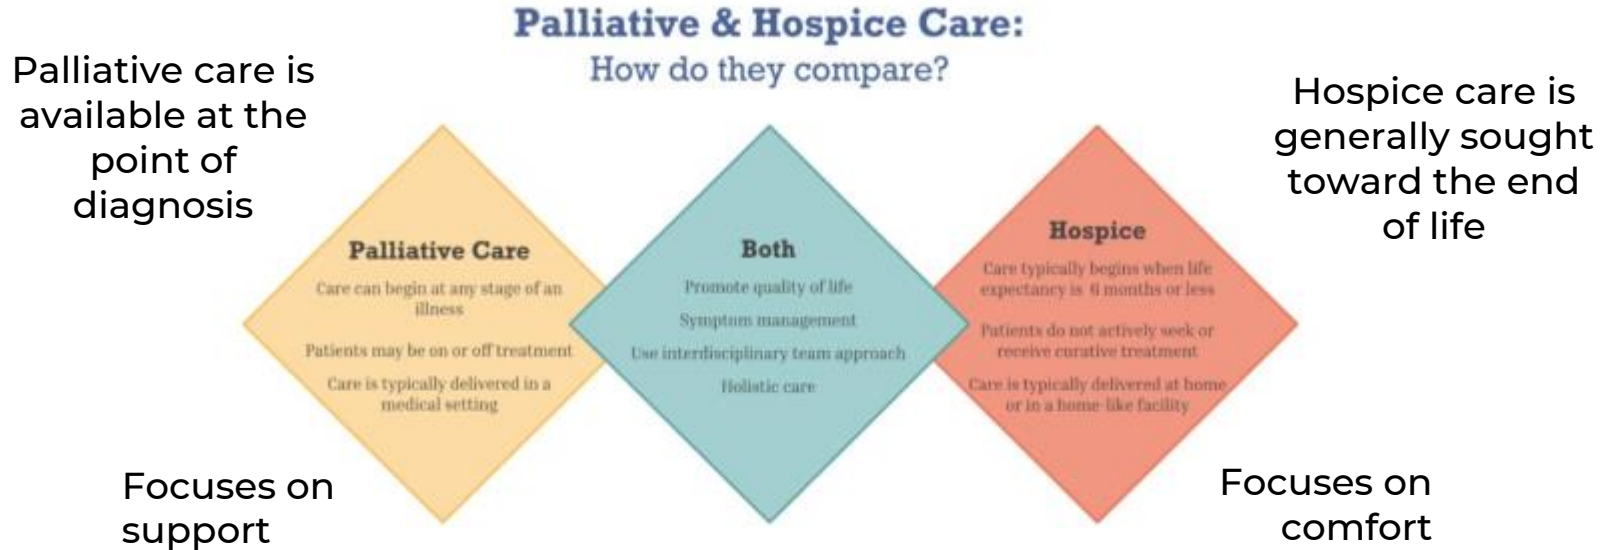 Palliative & Hospice Care:
How do they compare?
Palliative care is
available at the
point of
diagnosis
Hospice care is
generally sought
toward the end
of life
Palliative Care
Care can begin at any stage of an
illness
Patients may be on or off treatment
Care is typically delivered in a
medical setting
Both
Promote quality of life
Symptom management
Use interdisciplinary team approach
Holistic care
Hospice
Care typically begins when life
expectancy is 6 months or less
Patients do not actively seek or
receive curative treatment
Care is typically delivered at home
or in a home-like facility
Focuses on
support
Focuses on
comfort